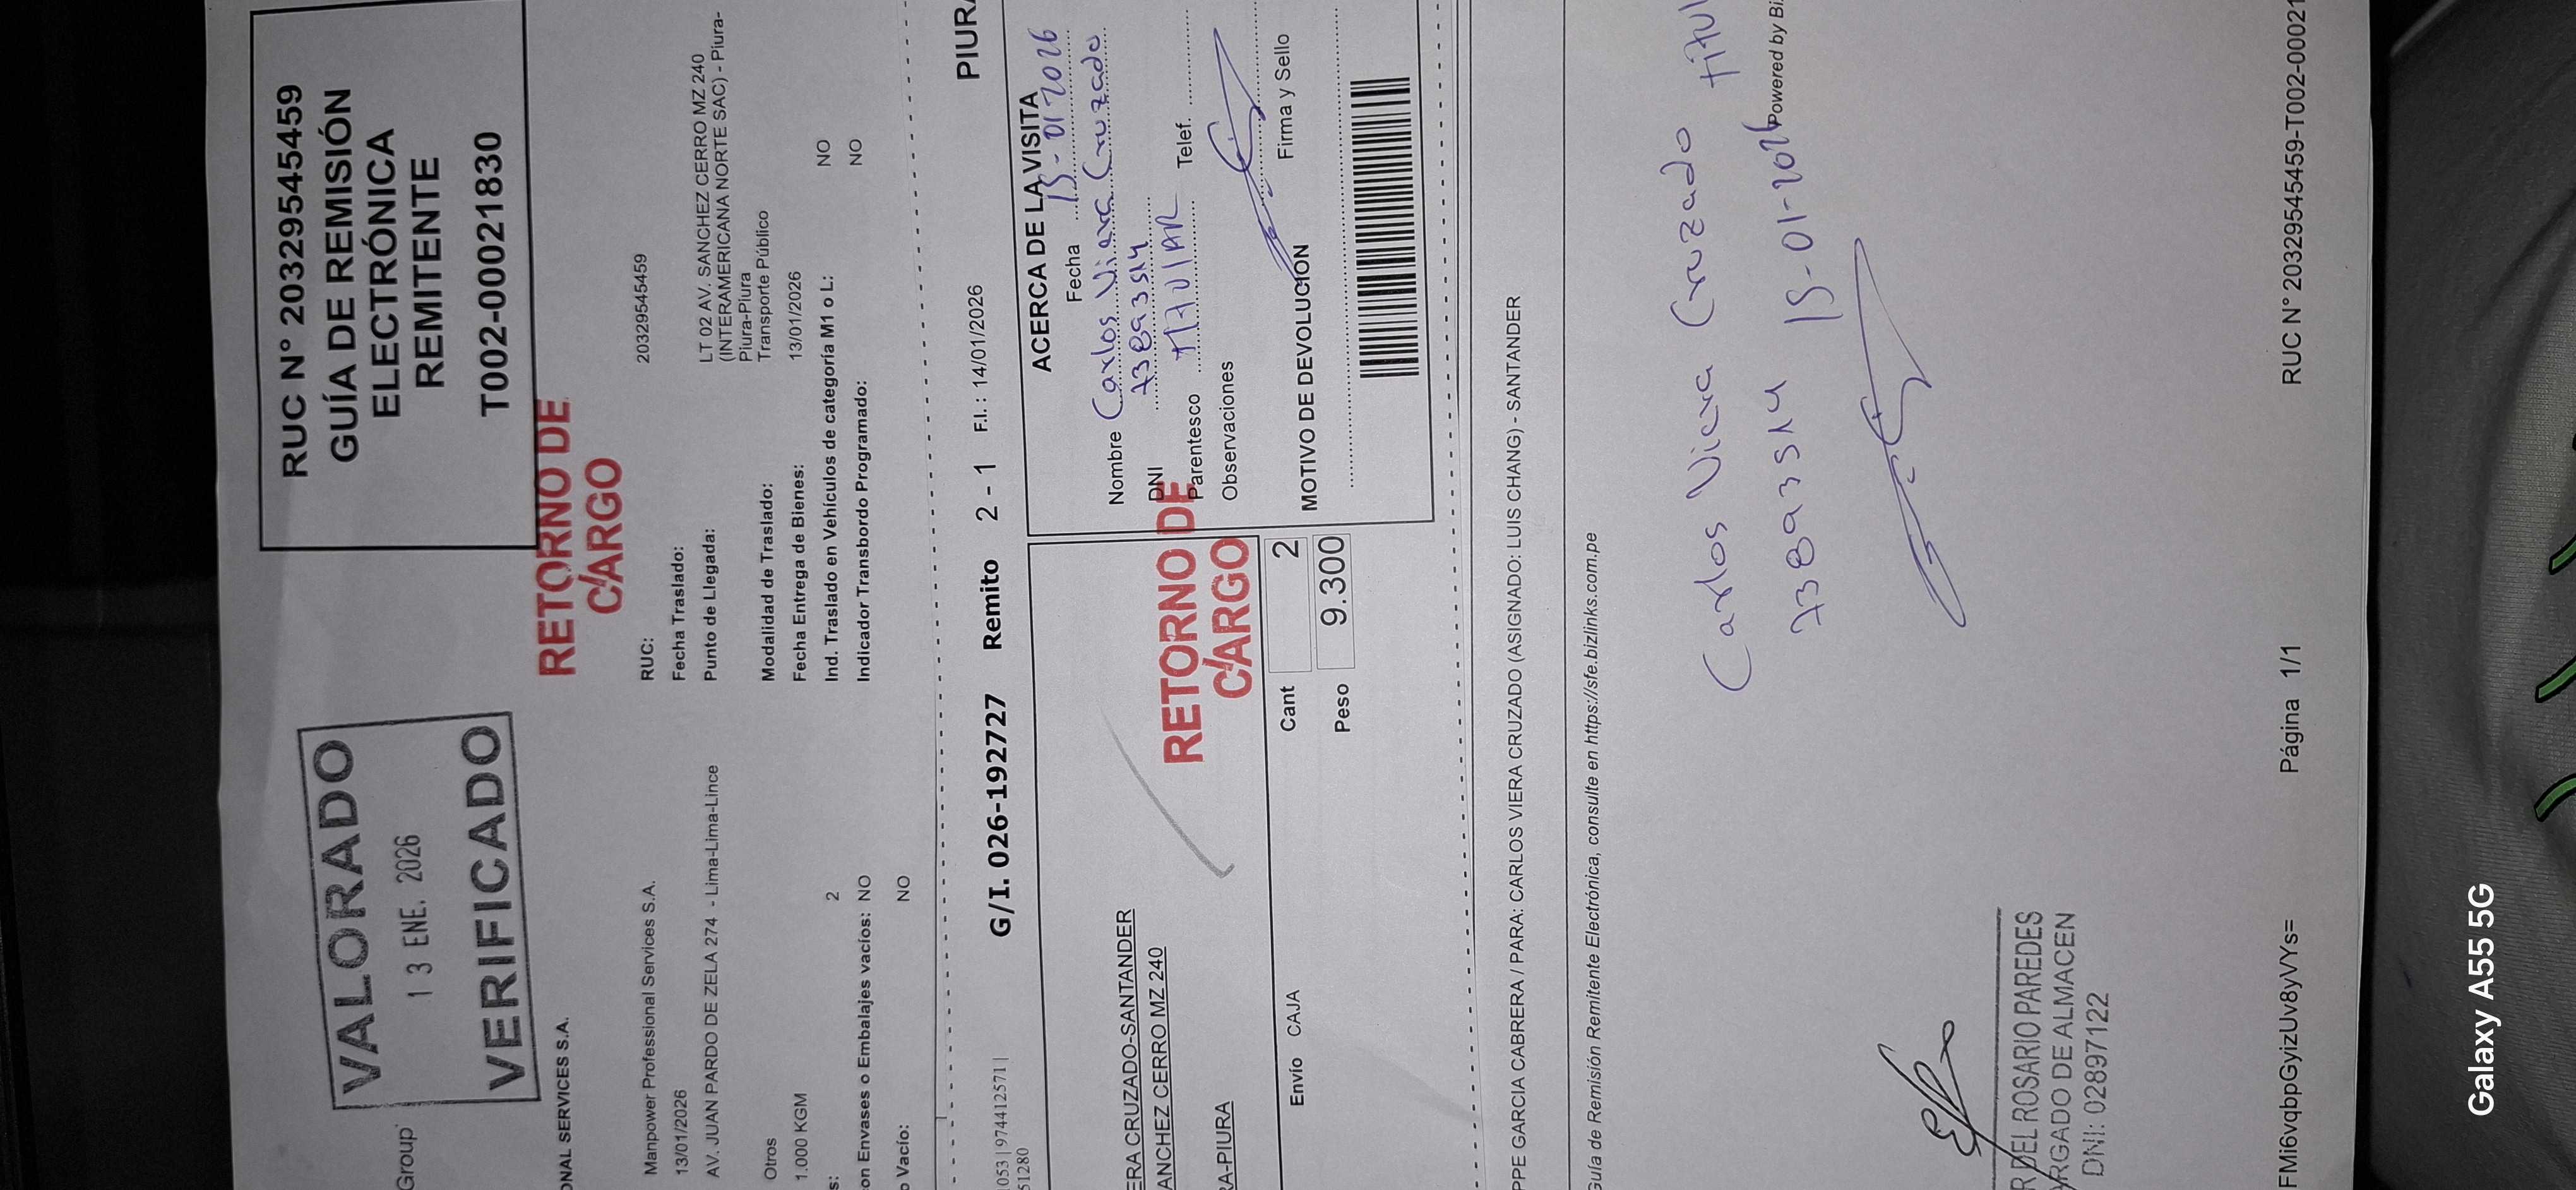 RUC N° 20329545459
GUÍA DE REMISIÓN
ELECTRÓNICA
REMITENTE
T002-00021830
Group
VALORADO
13 ENE. 2026
VERIFICADO
RETORNO DE
CARGO
ONAL SERVICES S.A.
Manpower Professional Services S.A.
RUC: 20329545459
13/01/2026
Fecha Traslado:
AV. JUAN PARDO DE ZELA 274 - Lima-Lima-Lince
Punto de Llegada: LT 02 AV. SANCHEZ CERRO MZ 240
(INTERAMERICANA NORTE SAC) - Piura-
Piura-Piura
Otros
Modalidad de Traslado: Transporte Público
1.000 KGM
Fecha Entrega de Bienes: 13/01/2026
s: 2
Ind. Traslado en Vehículos de categoría M1 o L: NO
on Envases o Embalajes vacíos: NO
Indicador Transbordo Programado: NO
o Vacío: NO
1053 | 974412571 |
51280
G/I. 026-192727 Remito 2 - 1 F.I. : 14/01/2026
ERA CRUZADO-SANTANDER
ANCHEZ CERRO MZ 240
A-PIURA
RETORNO DE
CARGO
Envío CAJA
Cant 2
Peso 9.300
ACERCA DE LA VISITA
Fecha 15-01 2026
Nombre Carlos Viera Cruzado
DNI 73893514
Parentesco TITULAR Telef.
Observaciones
Firma y Sello
MOTIVO DE DEVOLUCION
PPE GARCIA CABRERA / PARA: CARLOS VIERA CRUZADO (ASIGNADO: LUIS CHANG) - SANTANDER
Guía de Remisión Remitente Electrónica, consulte en https://sfe.bizlinks.com.pe
Powered by Bi
Carlos Viera Cruzado
73893514 15-01-2026
DEL ROSARIO PAREDES
RGADO DE ALMACEN
DNI: 02897122
FMi6vqbpGyizUv8yVYs=
Página 1/1
RUC N° 20329545459-T002-00021
Galaxy A55 5G